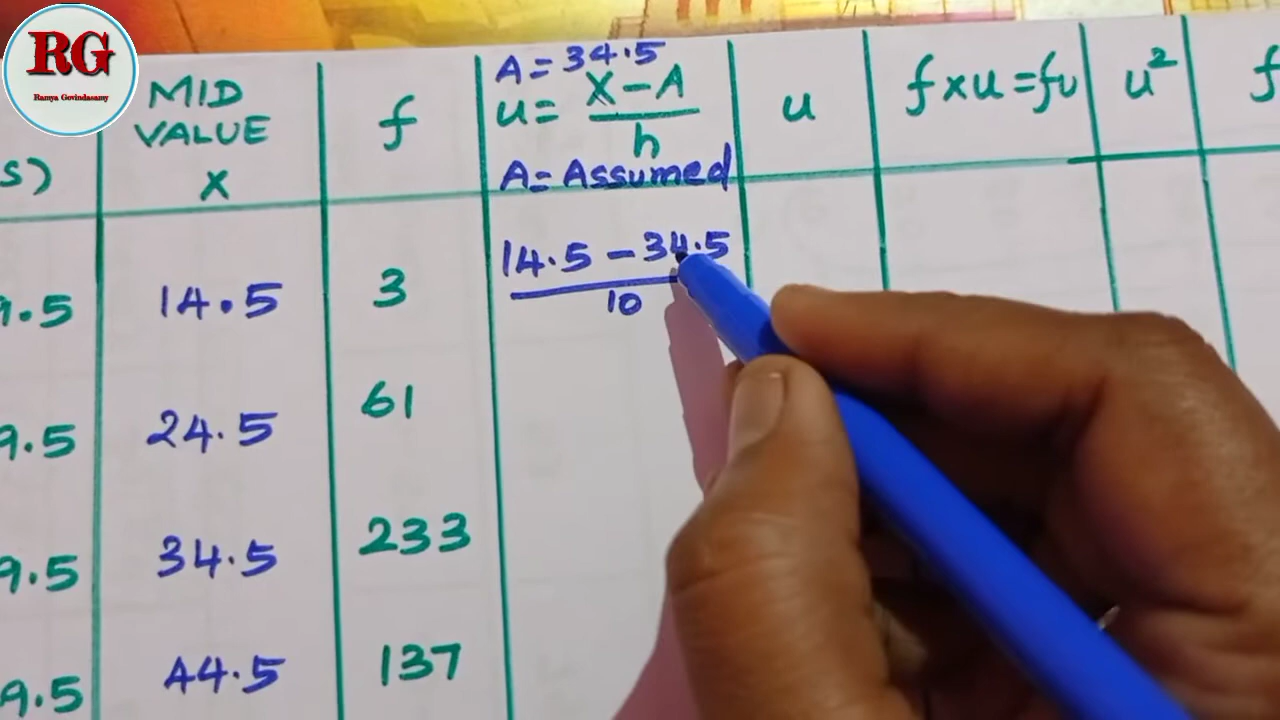 RG
Ramya Govindasamy
MID
VALUE
X
f
A = 34.5
u = X - A
h
A = Assumed
u
f x u = fu
u²
f
s)
9.5
14.5
3
14.5 - 34.5
10
9.5
24.5
61
9.5
34.5
233
9.5
44.5
137